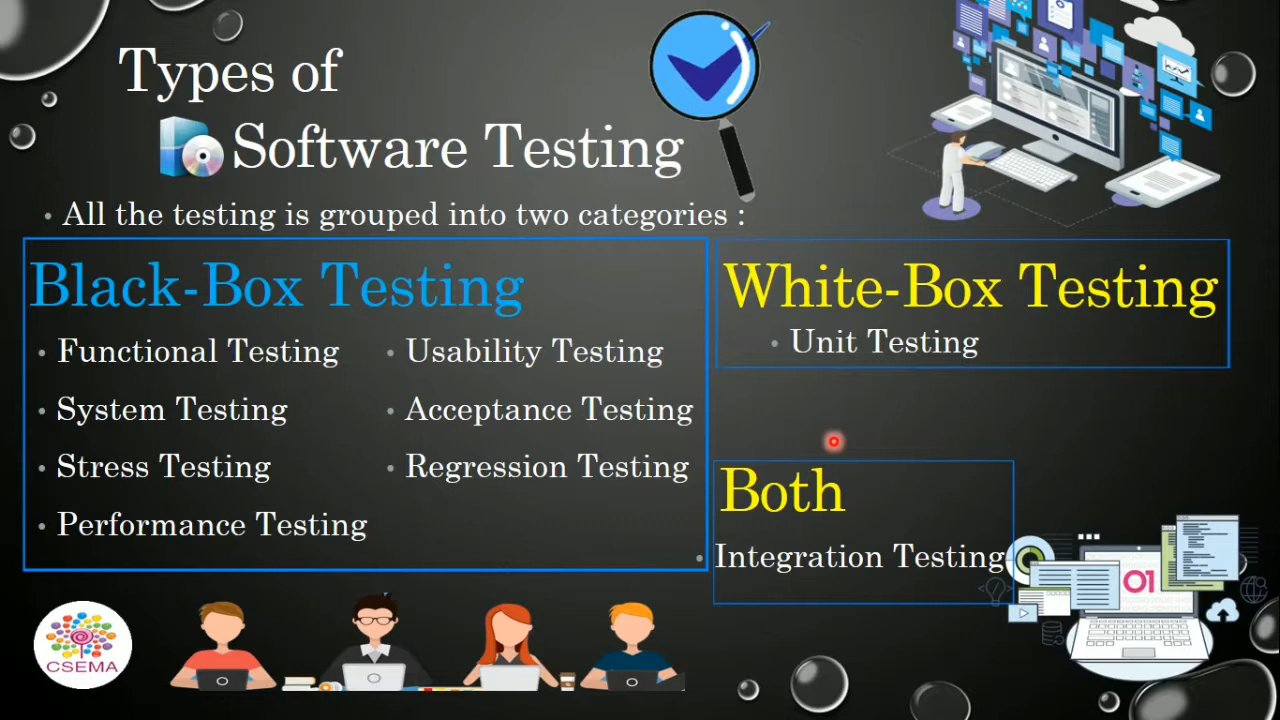 Types of
Software Testing
All the testing is grouped into two categories :
Black-Box Testing
• Functional Testing
• System Testing
• Stress Testing
• Performance Testing
• Usability Testing
• Acceptance Testing
• Regression Testing
White-Box Testing
• Unit Testing
Both
• Integration Testing
01
CSEMA